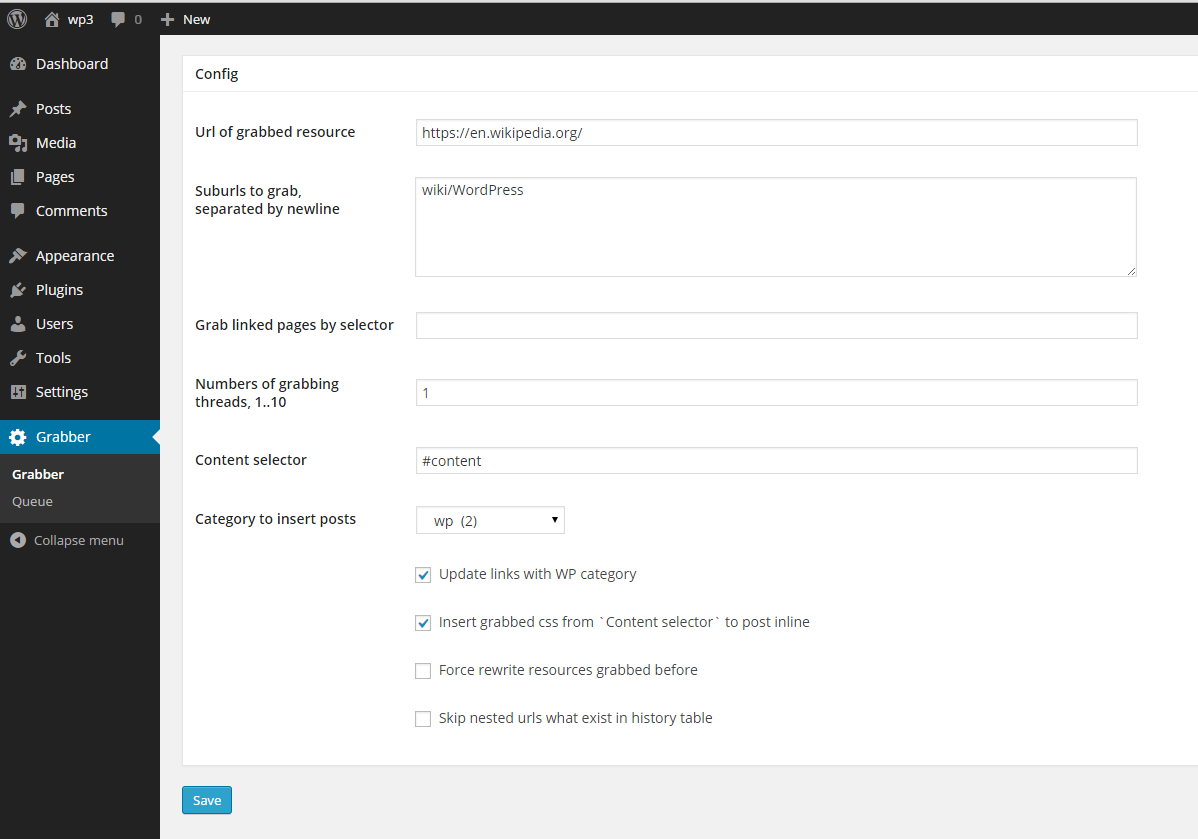 wp3 0 New
Dashboard
Posts
Media
Pages
Comments
Appearance
Plugins
Users
Tools
Settings
Grabber
Grabber
Queue
Collapse menu
Config
Url of grabbed resource
https://en.wikipedia.org/
Suburls to grab,
separated by newline
wiki/WordPress
Grab linked pages by selector
Numbers of grabbing
threads, 1..10
1
Content selector
#content
Category to insert posts
wp (2)
Update links with WP category
Insert grabbed css from `Content selector` to post inline
Force rewrite resources grabbed before
Skip nested urls what exist in history table
Save